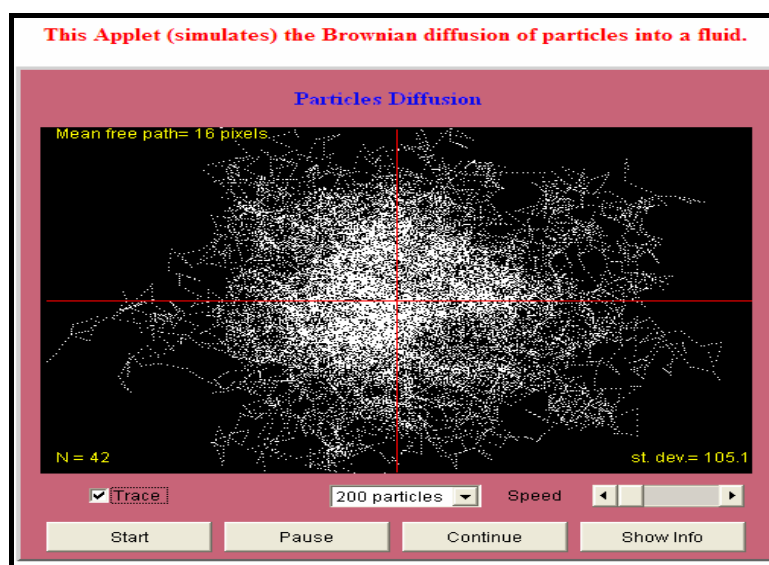 This Applet (simulates) the Brownian diffusion of particles into a fluid.
Particles Diffusion
Mean free path= 16 pixels.
N = 42
st. dev.= 105.1
Trace
200 particles
Speed
Start
Pause
Continue
Show Info